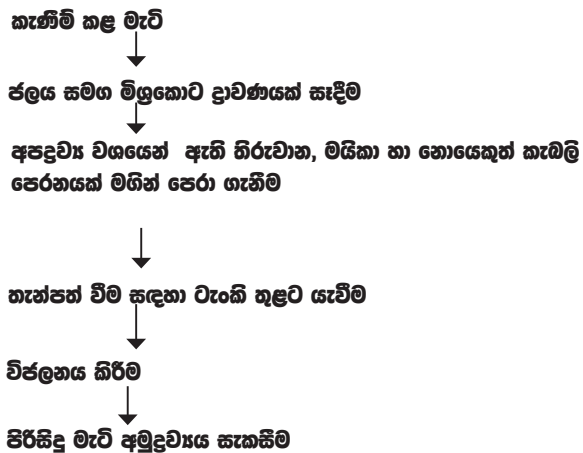 කැණීම් කළ මැටි
ජලය සමග මිශ්‍රකොට ද්‍රාවණයක් සෑදීම
අපද්‍රව්‍ය වශයෙන් ඇති තිරුවාන, මයිකා හා නොයෙකුත් කැබලි
පෙරනයක් මගින් පෙරා ගැනීම
තැන්පත් වීම සඳහා ටැංකි තුළට යැවීම
විජලනය කිරීම
පිරිසිදු මැටි අමුද්‍රව්‍යය සැකසීම